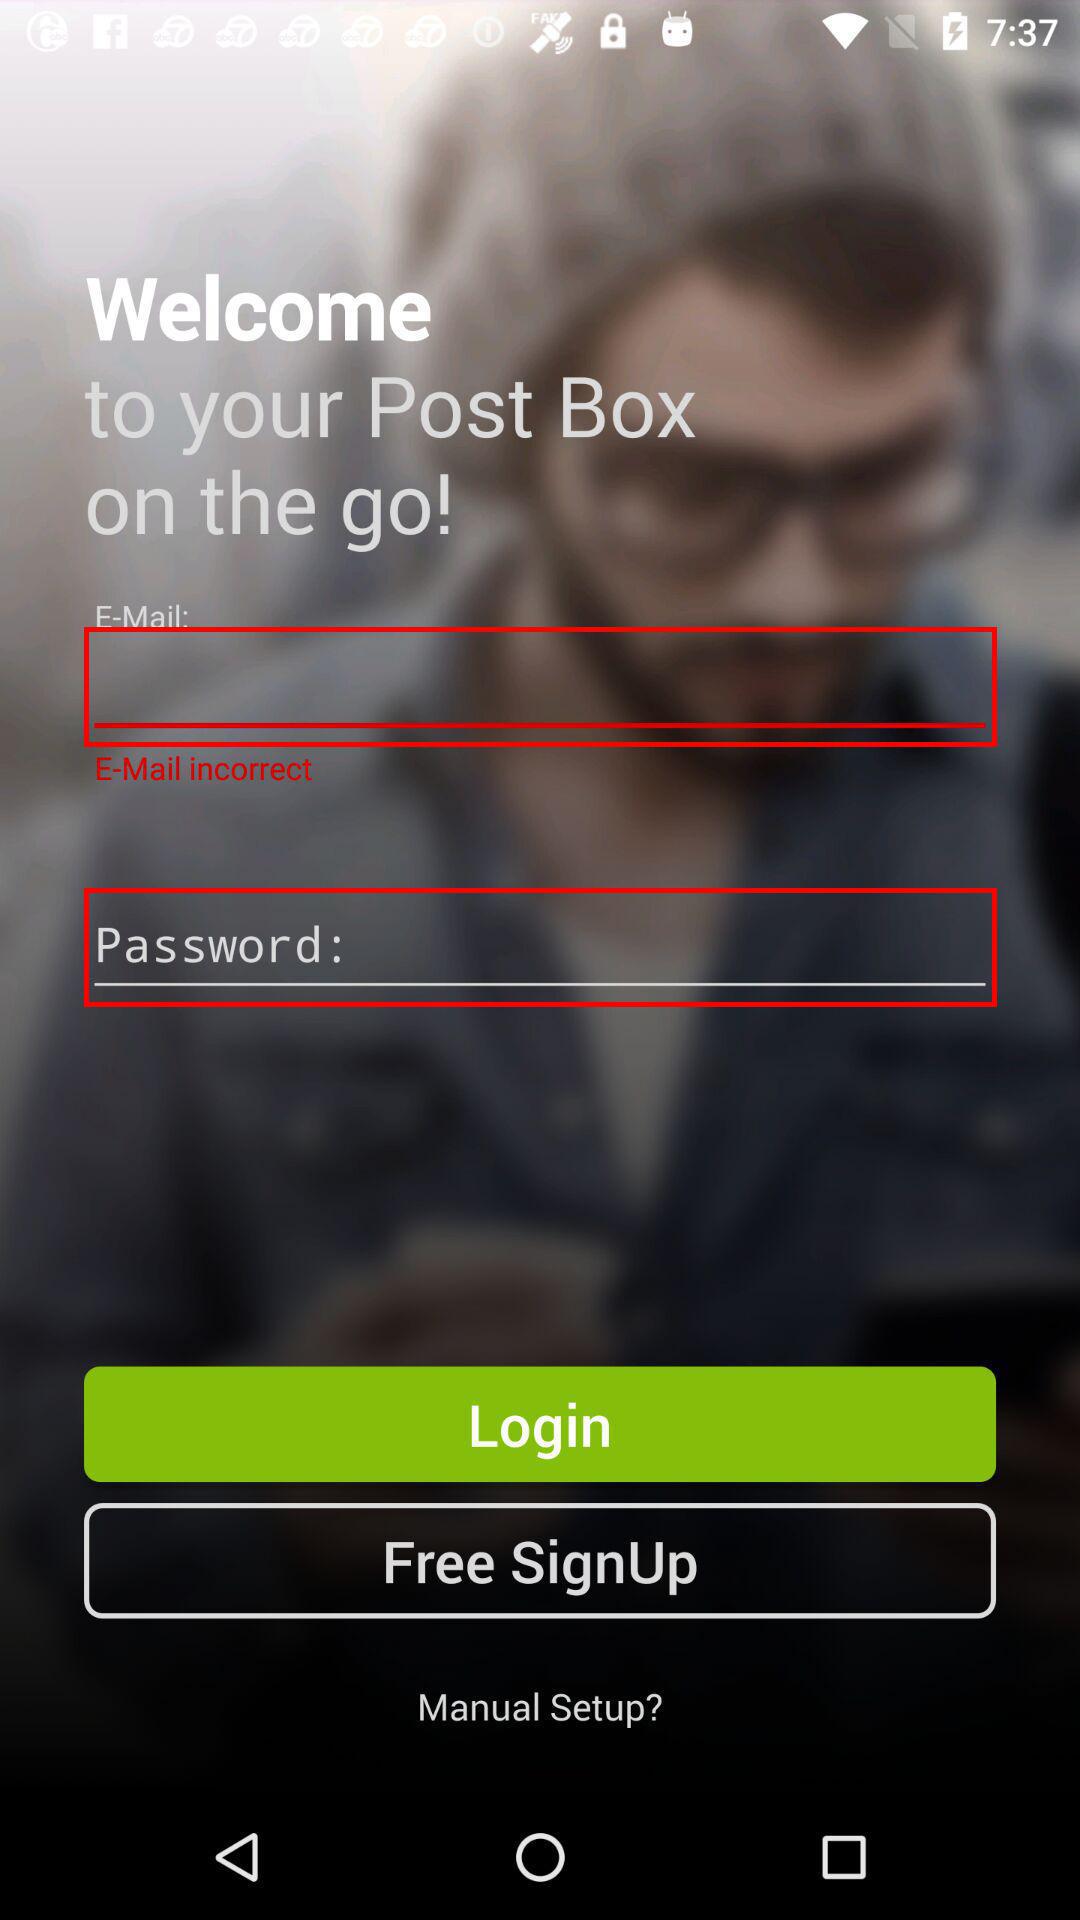 7:37
Welcome
to your Post Box
on the go!
E-Mail:
E-Mail incorrect
Password:
Login
Free SignUp
Manual Setup?